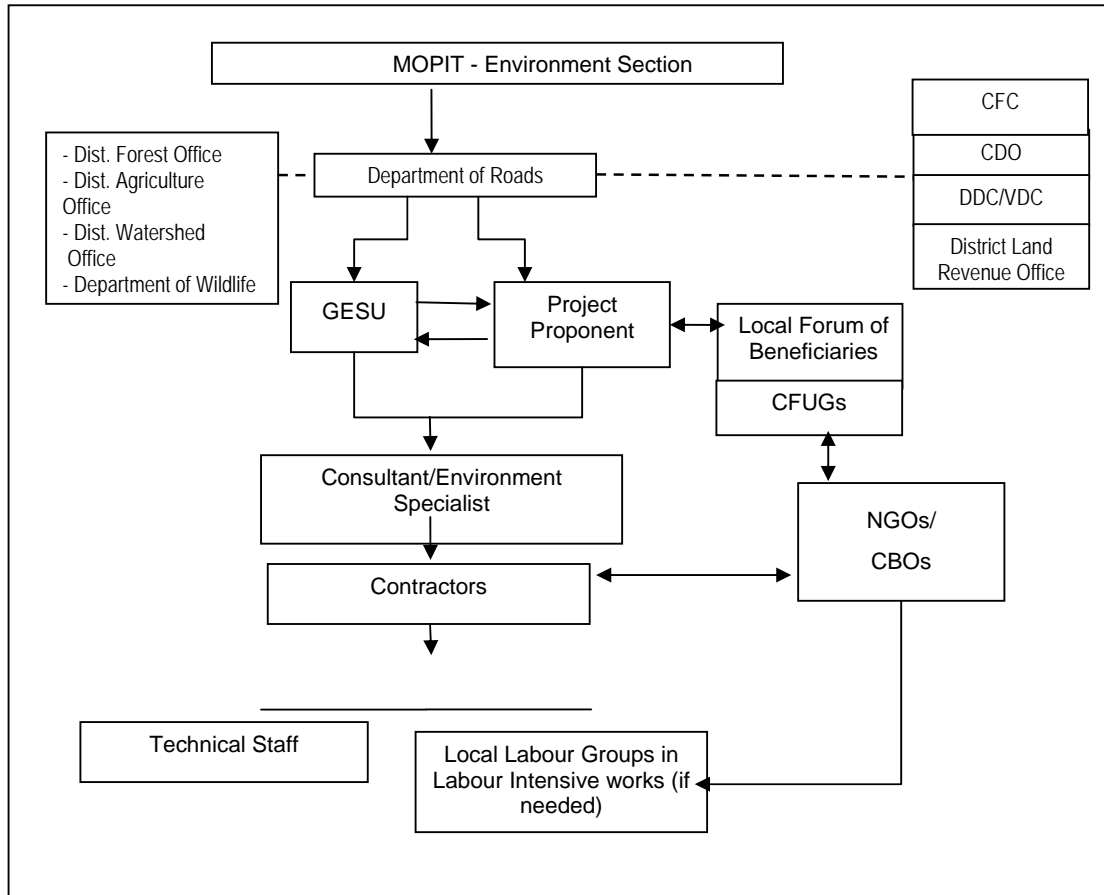 MOPIT - Environment Section
CFC
- Dist. Forest Office
- Dist. Agriculture
Office
- Dist. Watershed
Office
- Department of Wildlife
Department of Roads
CDO
DDC/VDC
District Land
Revenue Office
GESU
Project
Proponent
Local Forum of
Beneficiaries
CFUGs
Consultant/Environment
Specialist
NGOs/
CBOs
Contractors
Technical Staff
Local Labour Groups in
Labour Intensive works (if
needed)